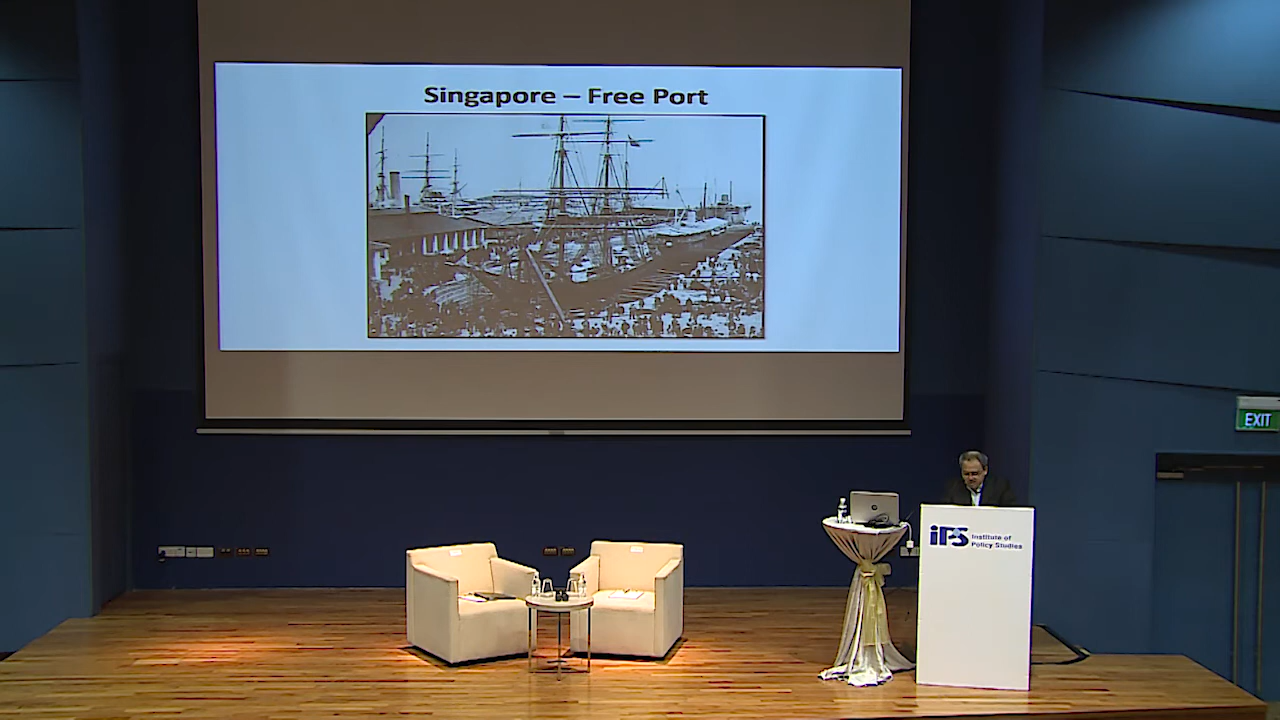 Singapore – Free Port
EXIT
iPS Institute of
Policy Studies